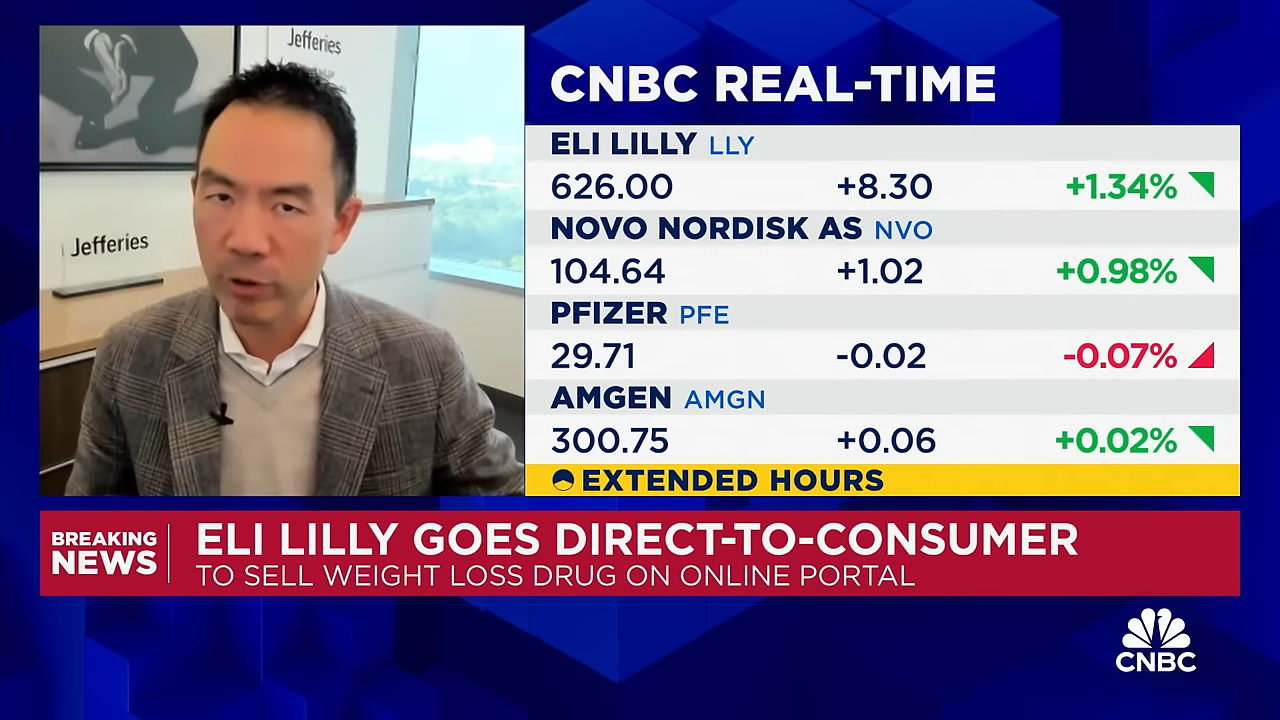 Jefferies
Jefferies
CNBC REAL-TIME
ELI LILLY LLY
626.00 +8.30 +1.34%
NOVO NORDISK AS NVO
104.64 +1.02 +0.98%
PFIZER PFE
29.71 -0.02 -0.07%
AMGEN AMGN
300.75 +0.06 +0.02%
EXTENDED HOURS
BREAKING
NEWS
ELI LILLY GOES DIRECT-TO-CONSUMER
TO SELL WEIGHT LOSS DRUG ON ONLINE PORTAL
CNBC